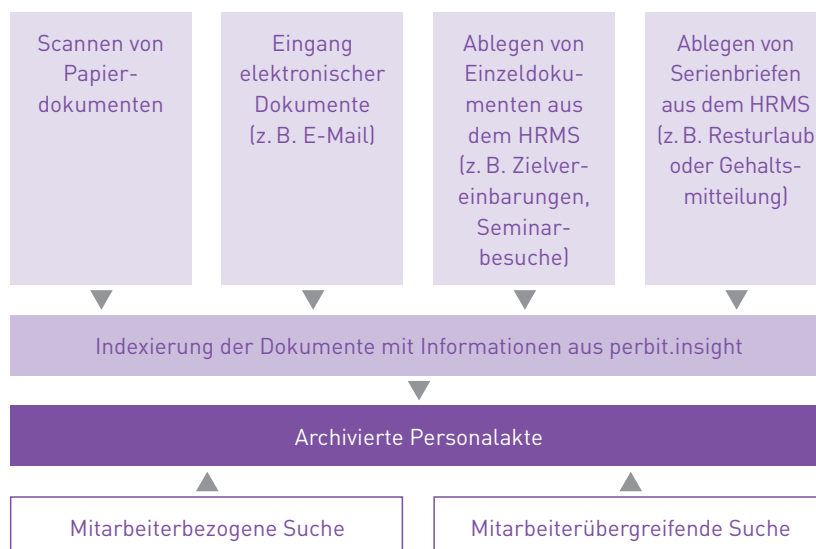 Scannen von
Papier-
dokumenten
Eingang
elektronischer
Dokumente
(z. B. E-Mail)
Ablegen von
Einzeldoku-
menten aus
dem HRMS
(z. B. Zielver-
einbarungen,
Seminar-
besuche)
Ablegen von
Serienbriefen
aus dem HRMS
(z. B. Resturlaub
oder Gehalts-
mitteilung)
Indexierung der Dokumente mit Informationen aus perbit.insight
Archivierte Personalakte
Mitarbeiterbezogene Suche
Mitarbeiterübergreifende Suche